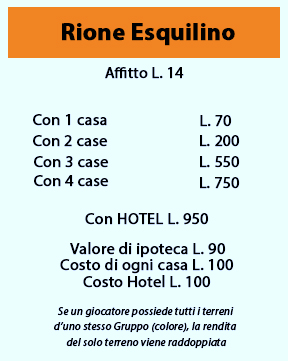 Rione Esquilino
Affitto L. 14
Con 1 casa L. 70
Con 2 case L. 200
Con 3 case L. 550
Con 4 case L. 750
Con HOTEL L. 950
Valore di ipoteca L. 90
Costo di ogni casa L. 100
Costo Hotel L. 100
Se un giocatore possiede tutti i terreni
d'uno stesso Gruppo (colore), la rendita
del solo terreno viene raddoppiata